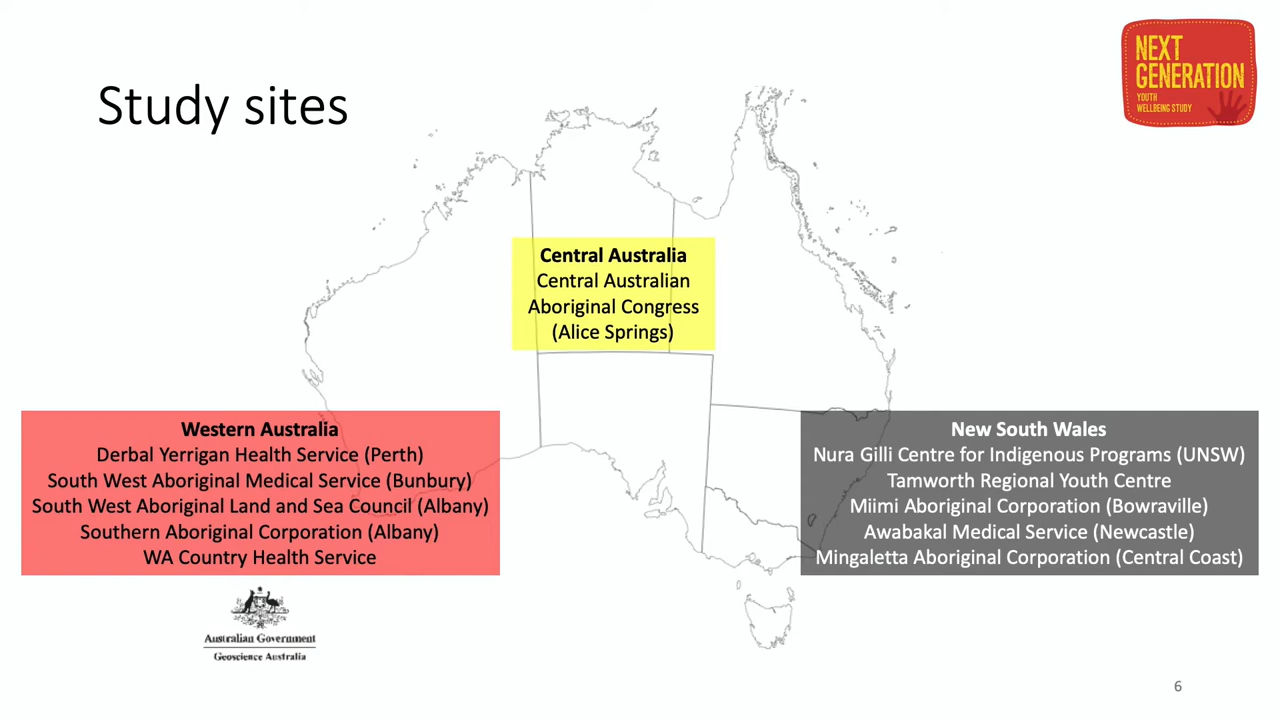 Study sites
NEXT
GENERATION
YOUTH
WELLBEING STUDY
Central Australia
Central Australian
Aboriginal Congress
(Alice Springs)
Western Australia
Derbal Yerrigan Health Service (Perth)
South West Aboriginal Medical Service (Bunbury)
South West Aboriginal Land and Sea Council (Albany)
Southern Aboriginal Corporation (Albany)
WA Country Health Service
New South Wales
Nura Gilli Centre for Indigenous Programs (UNSW)
Tamworth Regional Youth Centre
Miimi Aboriginal Corporation (Bowraville)
Awabakal Medical Service (Newcastle)
Mingaletta Aboriginal Corporation (Central Coast)
Australian Government
Geoscience Australia
6